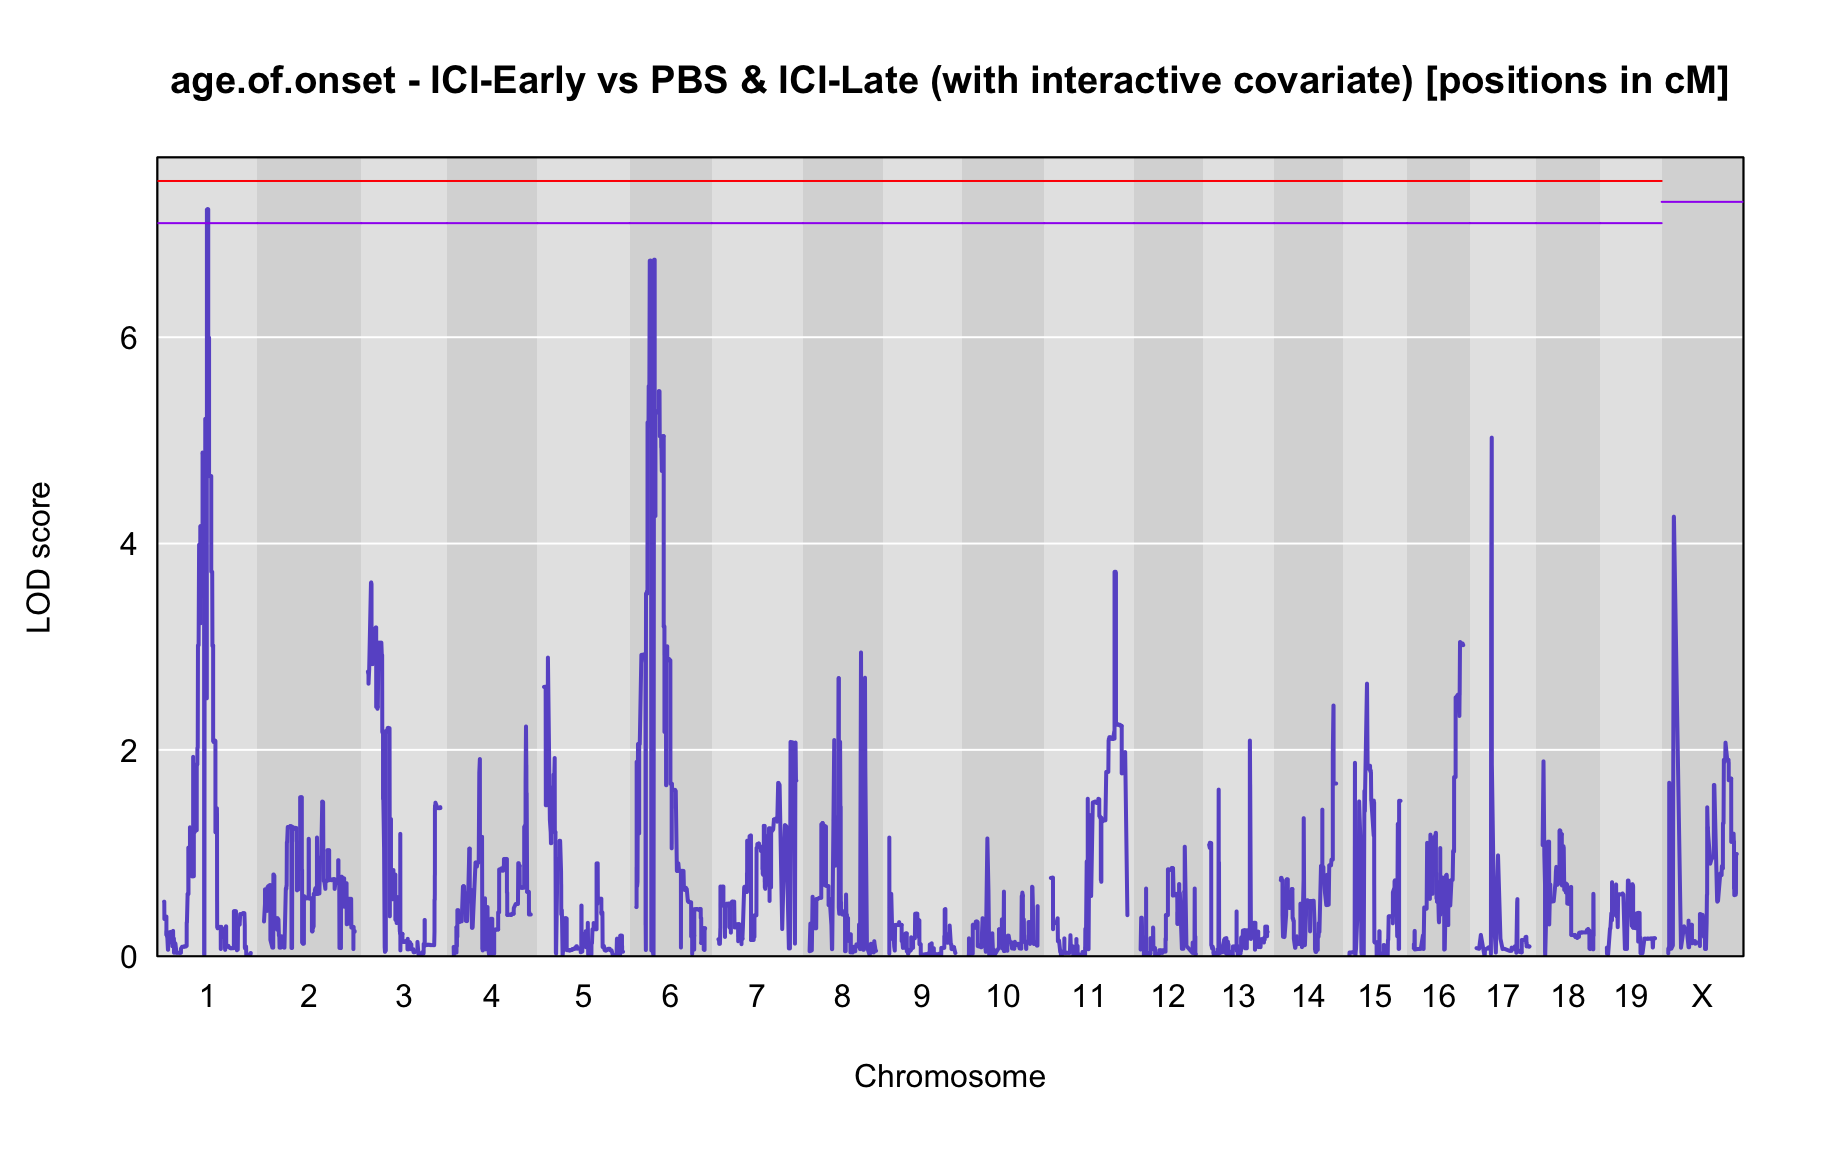 age.of.onset - ICI-Early vs PBS & ICI-Late (with interactive covariate) [positions in cM]
LOD score
6
4
2
0
1 2 3 4 5 6 7 8 9 10 11 12 13 14 15 16 17 18 19 X
Chromosome